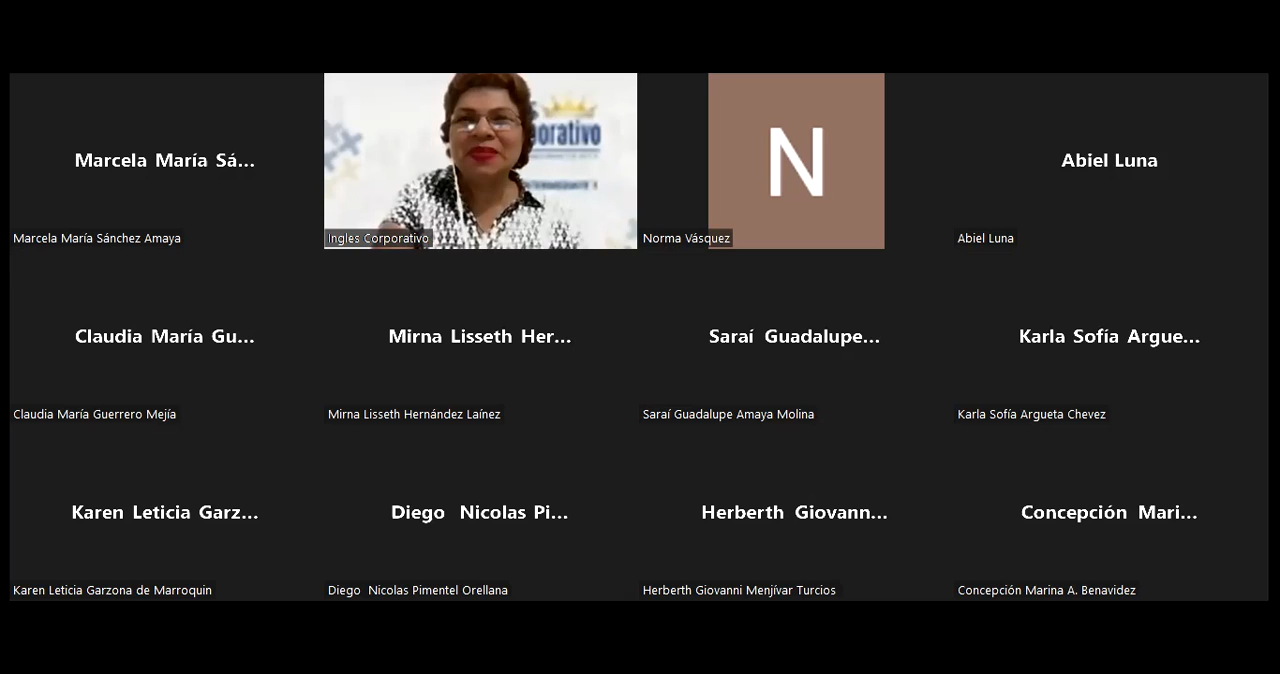 Marcela María Sá...
Marcela María Sánchez Amaya
orativo
Ingles Corporativo
N
Norma Vásquez
Abiel Luna
Abiel Luna
Claudia María Gu...
Claudia María Guerrero Mejía
Mirna Lisseth Her...
Mirna Lisseth Hernández Laínez
Saraí Guadalupe...
Saraí Guadalupe Amaya Molina
Karla Sofía Argue...
Karla Sofía Argueta Chevez
Karen Leticia Garz...
Karen Leticia Garzona de Marroquin
Diego Nicolas Pi...
Diego Nicolas Pimentel Orellana
Herberth Giovann...
Herberth Giovanni Menjívar Turcios
Concepción Mari...
Concepción Marina A. Benavidez